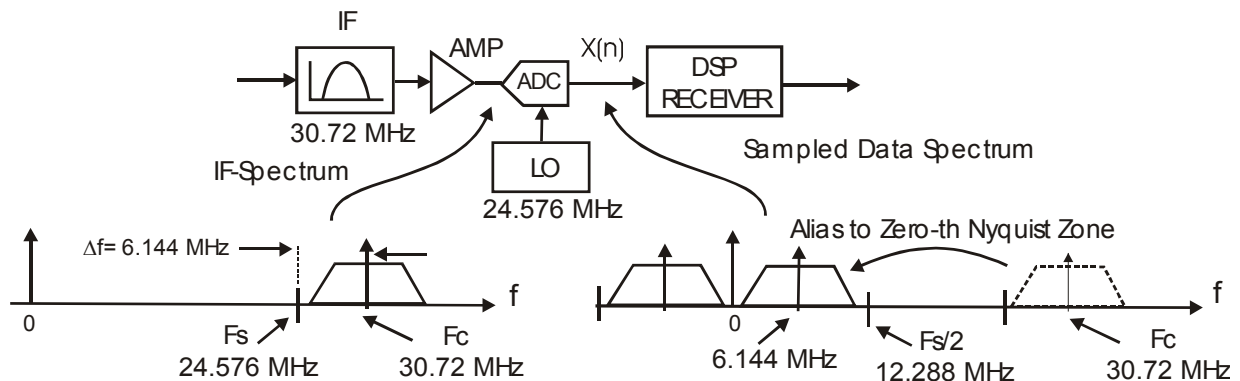 IF
AMP
X(n)
ADC
DSP
RECEIVER
30.72 MHz
LO
24.576 MHz
IF-Spectrum
Sampled Data Spectrum
Δf= 6.144 MHz
Alias to Zero-th Nyquist Zone
f
0
Fs
24.576 MHz
Fc
30.72 MHz
f
0
6.144 MHz
Fs/2
12.288 MHz
Fc
30.72 MHz